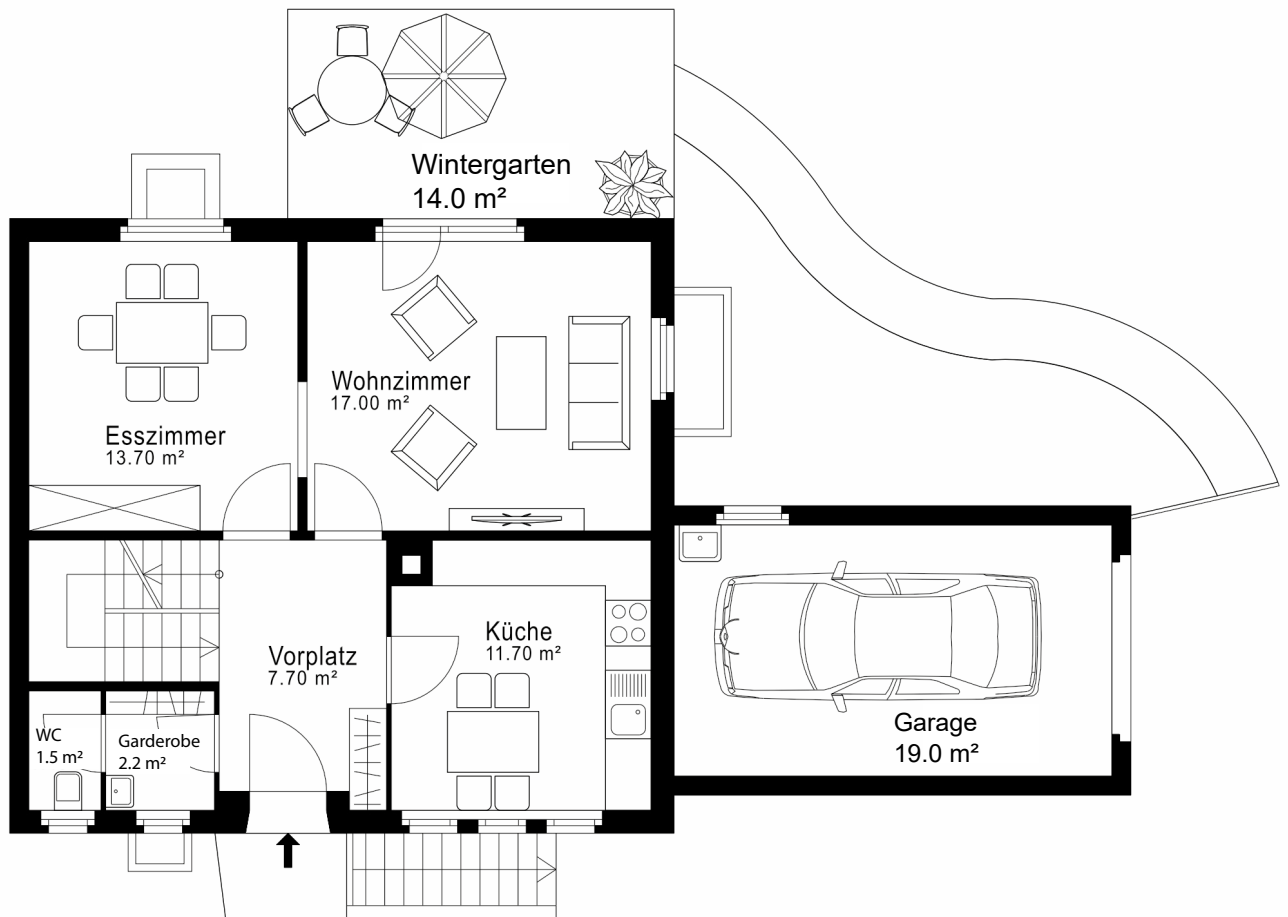 Wintergarten
14.0 m²
Wohnzimmer
17.00 m²
Esszimmer
13.70 m²
Küche
11.70 m²
Vorplatz
7.70 m²
WC
1.5 m²
Garderobe
2.2 m²
Garage
19.0 m²